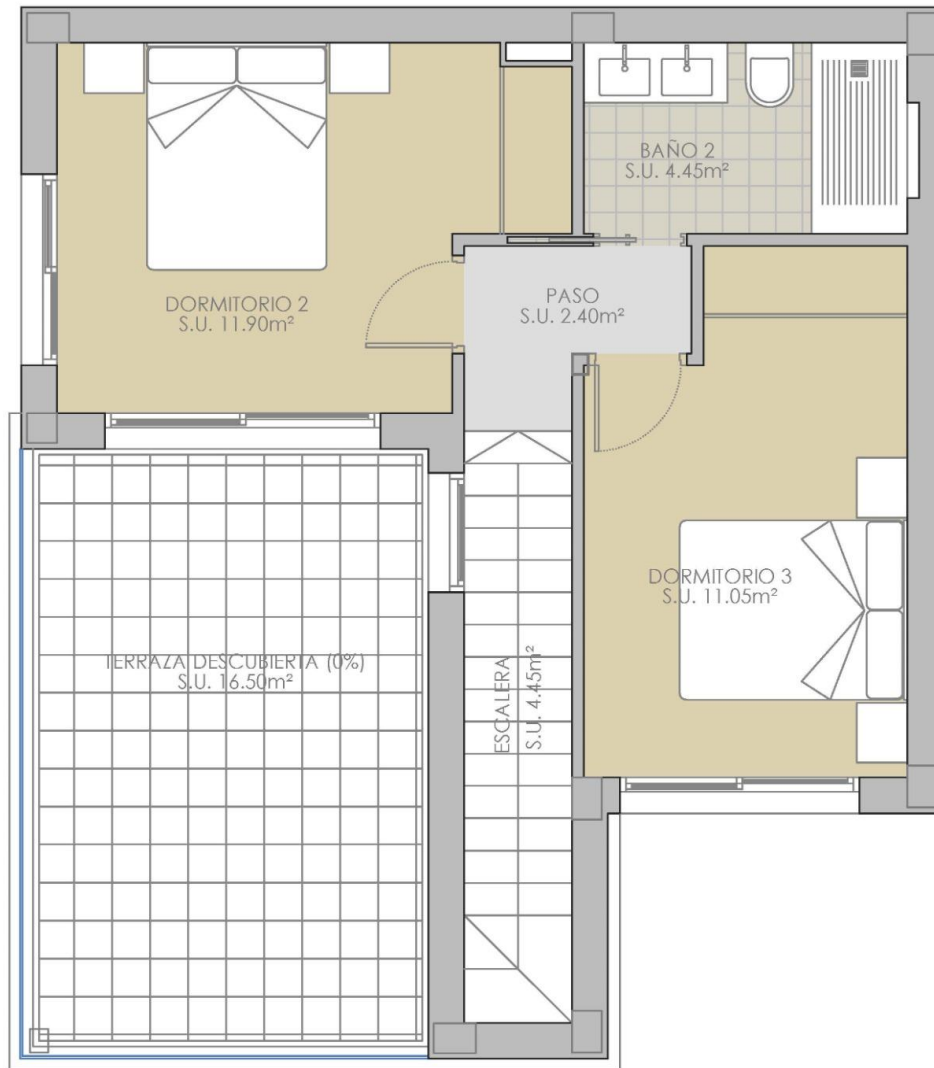 BAÑO 2
S.U. 4.45m²
DORMITORIO 2
S.U. 11.90m²
PASO
S.U. 2.40m²
DORMITORIO 3
S.U. 11.05m²
TERRAZA DESCUBIERTA (0%)
S.U. 16.50m²
ESCALERA
S.U. 4.45m²